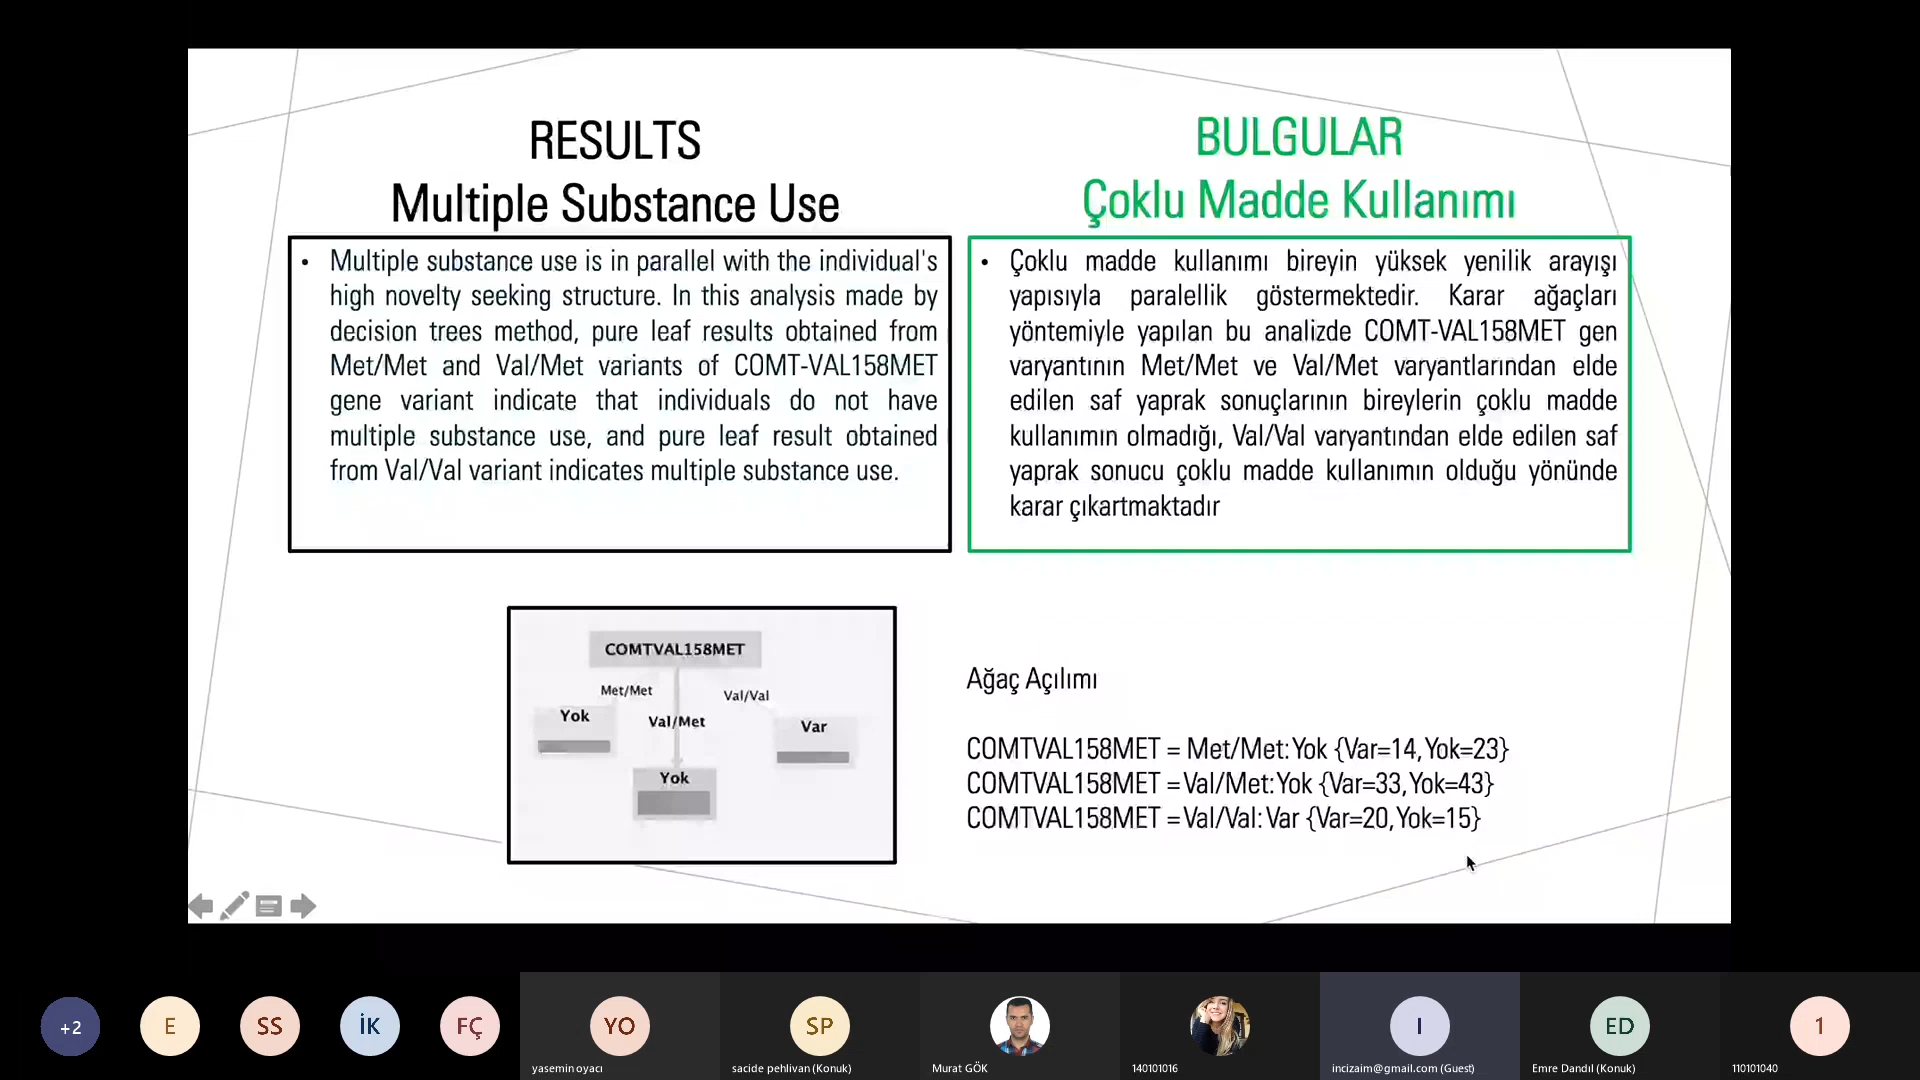 RESULTS
Multiple Substance Use
• Multiple substance use is in parallel with the individual's
high novelty seeking structure. In this analysis made by
decision trees method, pure leaf results obtained from
Met/Met and Val/Met variants of COMT-VAL158MET
gene variant indicate that individuals do not have
multiple substance use, and pure leaf result obtained
from Val/Val variant indicates multiple substance use.
BULGULAR
Çoklu Madde Kullanımı
• Çoklu madde kullanımı bireyin yüksek yenilik arayışı
yapısıyla paralellik göstermektedir. Karar ağaçları
yöntemiyle yapılan bu analizde COMT-VAL158MET gen
varyantının Met/Met ve Val/Met varyantlarından elde
edilen saf yaprak sonuçlarının bireylerin çoklu madde
kullanımın olmadığı, Val/Val varyantından elde edilen saf
yaprak sonucu çoklu madde kullanımın olduğu yönünde
karar çıkartmaktadır
COMTVAL158MET
Met/Met
Val/Val
Yok
Val/Met
Var
Yok
Ağaç Açılımı
COMTVAL158MET = Met/Met: Yok {Var=14, Yok=23}
COMTVAL158MET = Val/Met: Yok {Var=33, Yok=43}
COMTVAL158MET = Val/Val: Var {Var=20, Yok=15}
+2
E
SS
İK
FÇ
YO
SP
I
ED
1
yasemin oyacı
sacide pehlivan (Konuk)
Murat GÖK
140101016
incizaim@gmail.com (Guest)
Emre Dandıl (Konuk)
110101040